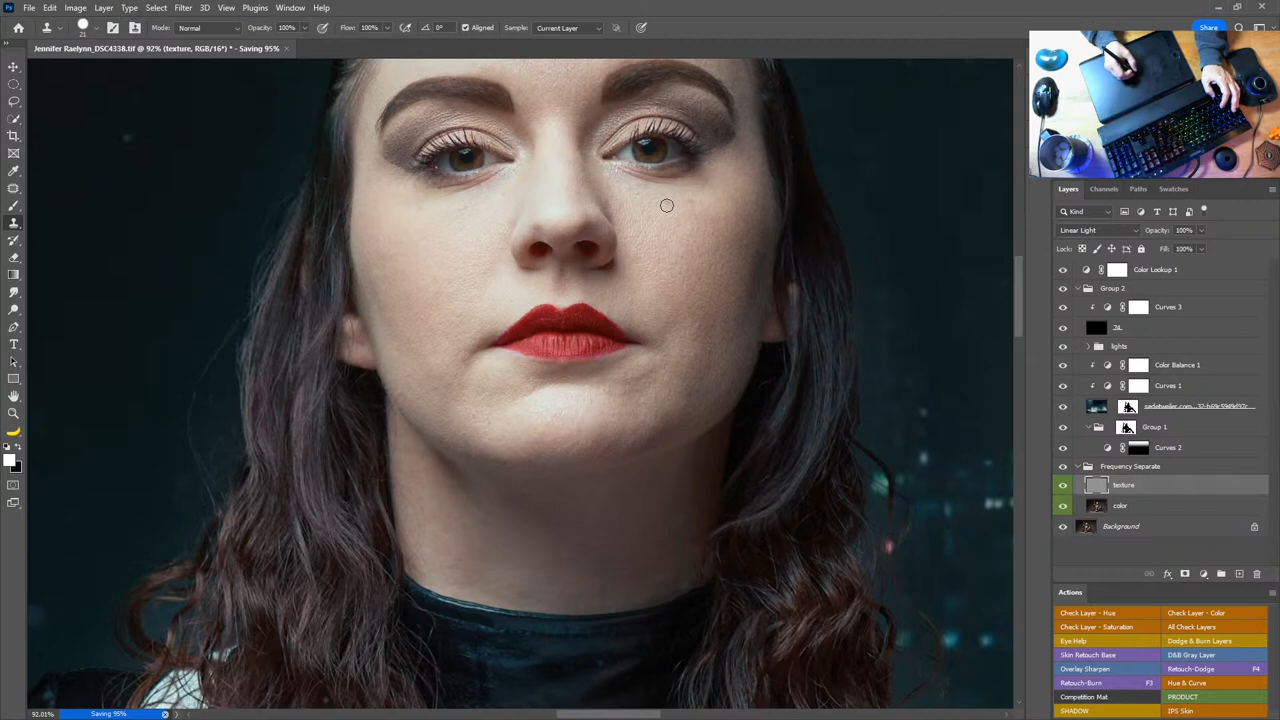 Ps File Edit Image Layer Type Select Filter 3D View Plugins Window Help
21 Mode: Normal Opacity: 100% Flow: 100% 0° Aligned Sample: Current Layer Share
Jennifer Raelynn_DSC4338.tif @ 92% (texture, RGB/16*) * - Saving 95% ×
Layers Channels Paths Swatches
Kind
Linear Light Opacity: 100%
Lock: Fill: 100%
Color Lookup 1
Group 2
Curves 3
lights
Color Balance 1
Curves 1
Group 1
Curves 2
Frequency Separate
texture
color
Background
fx
Actions
Check Layer - Hue Check Layer - Color
Check Layer - Saturation All Check Layers
Eye Help Dodge & Burn Layers
Skin Retouch Base D&B Gray Layer
Overlay Sharpen Retouch-Dodge F4
Retouch-Burn F3 Hue & Curve
Competition Mat PRODUCT
SHADOW IPS Skin
92.01% Saving 95%